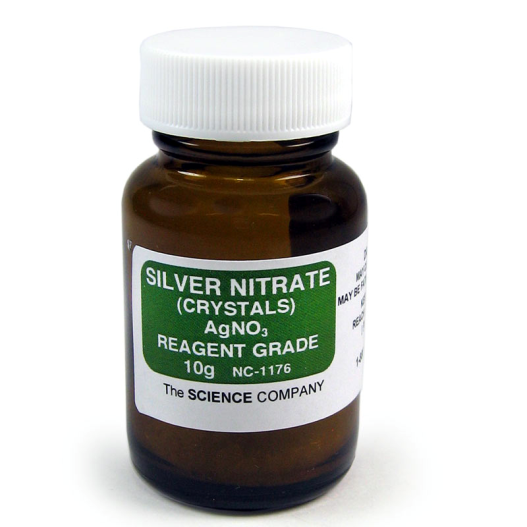 SILVER NITRATE
(CRYSTALS)
AgNO₃
REAGENT GRADE
10g NC-1176
The SCIENCE COMPANY
MAY BE